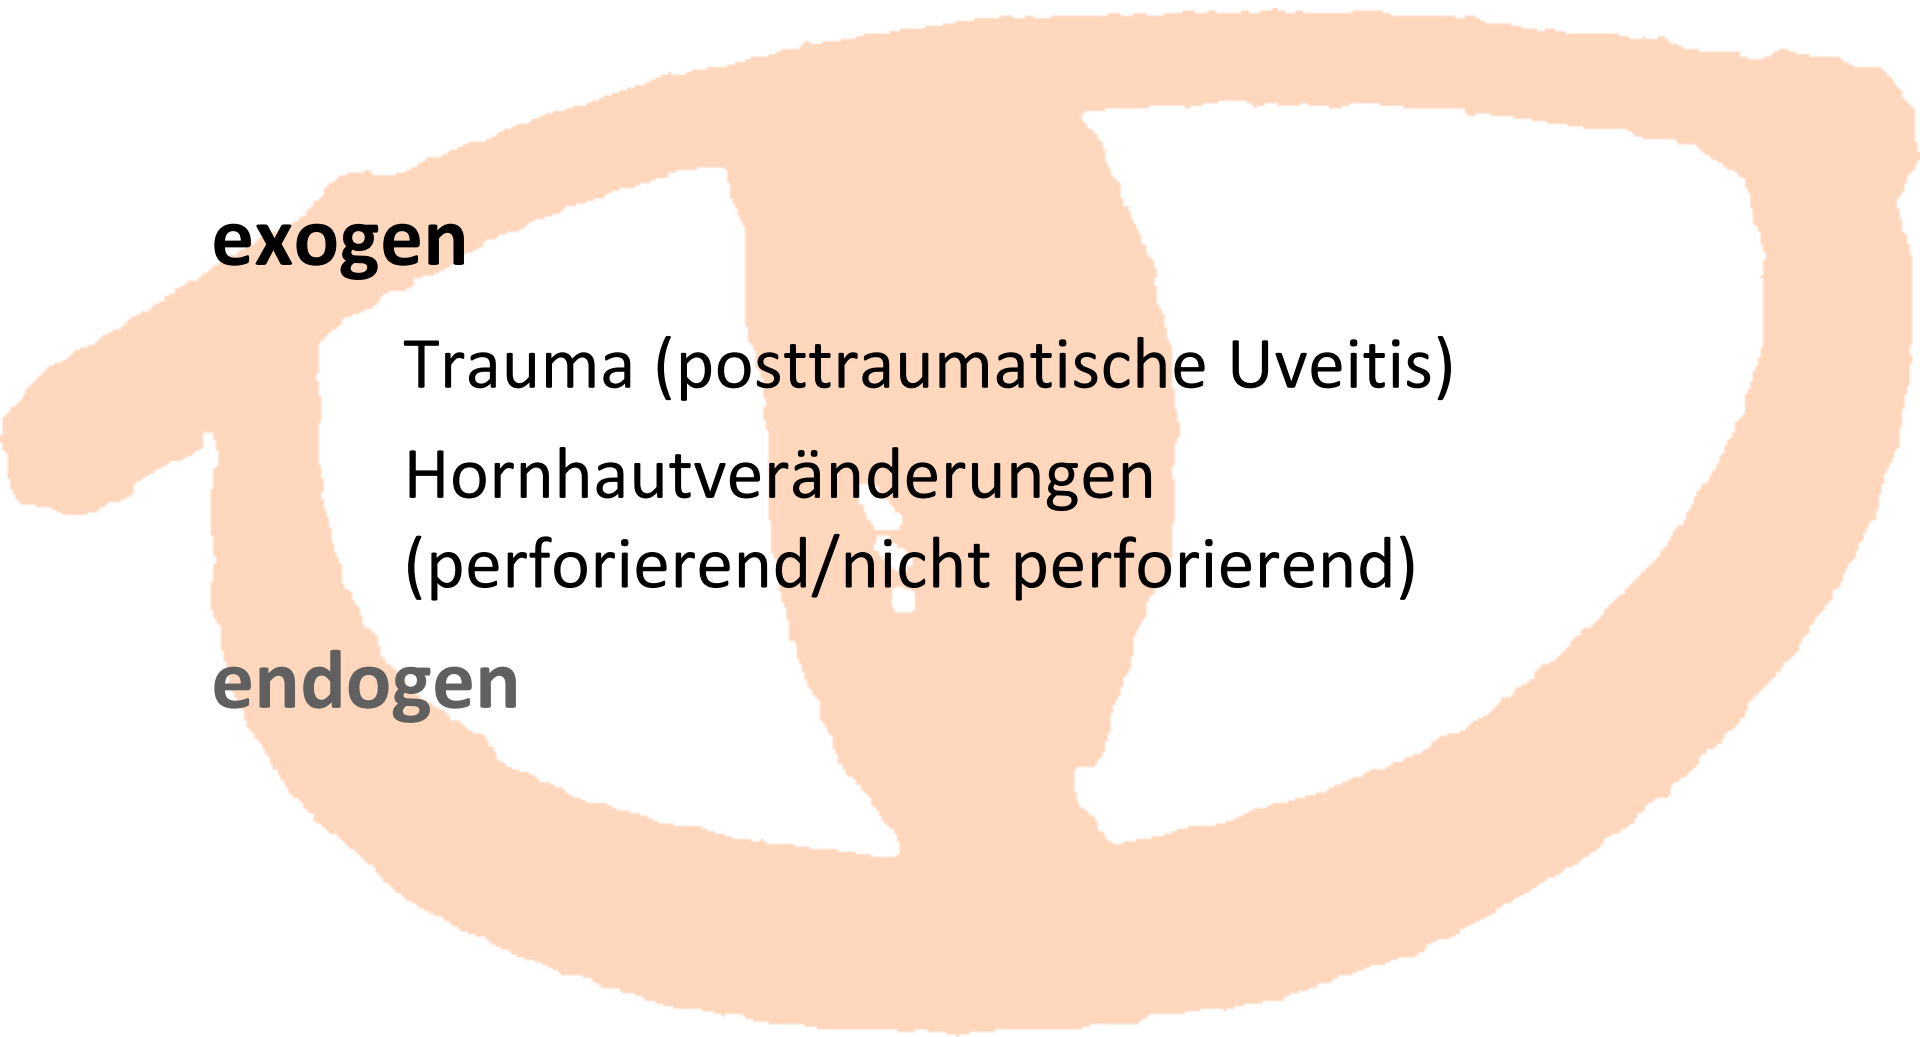 exogen
Trauma (posttraumatische Uveitis)
Hornhautveränderungen
(perforierend/nicht perforierend)
endogen